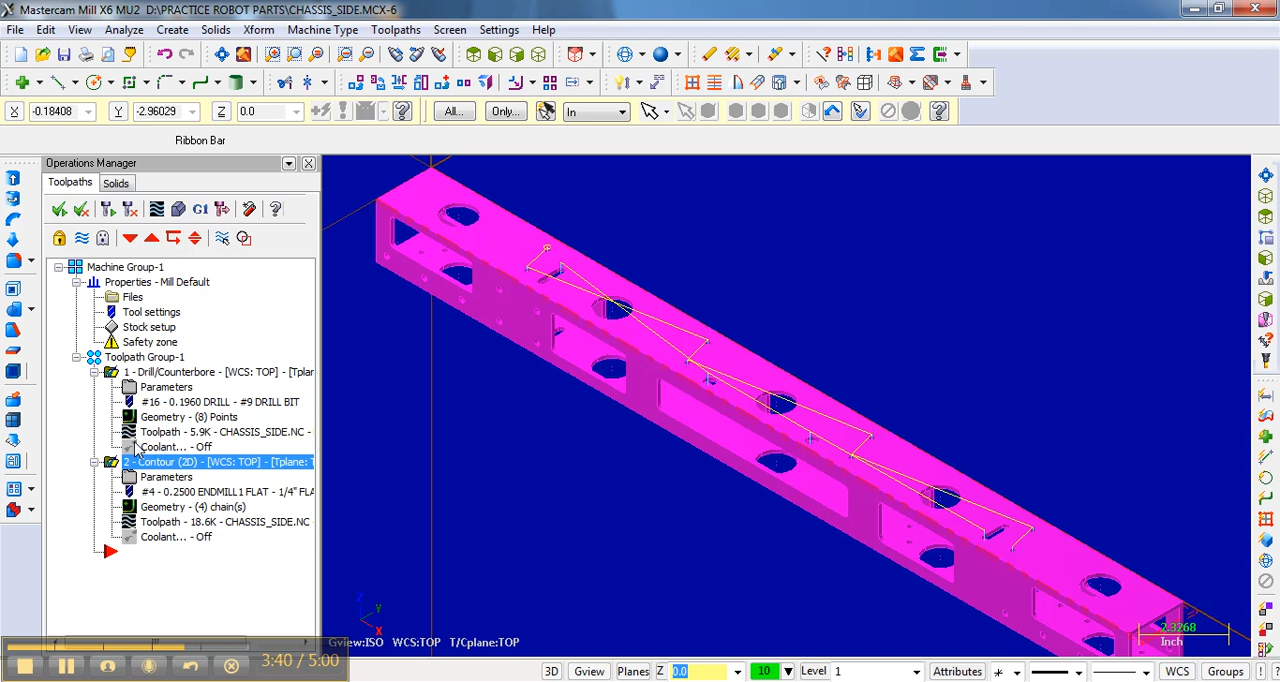 Mastercam Mill X6 MU2 D:\PRACTICE ROBOT PARTS\CHASSIS_SIDE.MCX-6
File Edit View Analyze Create Solids Xform Machine Type Toolpaths Screen Settings Help
X -0.18408 Y -2.96029 Z 0.0 All... Only... In
Ribbon Bar
Operations Manager
Toolpaths Solids
G1
Machine Group-1
Properties - Mill Default
Files
Tool settings
Stock setup
Safety zone
Toolpath Group-1
1 - Drill/Counterbore - [WCS: TOP] - [Tplar
Parameters
#16 - 0.1960 DRILL - #9 DRILL BIT
Geometry - (8) Points
Toolpath - 5.9K - CHASSIS_SIDE.NC -
Coolant... - Off
2 - Contour (2D) - [WCS: TOP] - [Tplane: T
Parameters
#4 - 0.2500 ENDMILL1 FLAT - 1/4" FLA
Geometry - (4) chain(s)
Toolpath - 18.6K - CHASSIS_SIDE.NC
Coolant... - Off
Z Y X
Gview:ISO WCS:TOP T/Cplane:TOP
2.3268
Inch
3:40 / 5:00
3D Gview Planes Z 0.0 10 Level 1 Attributes WCS Groups ! ?